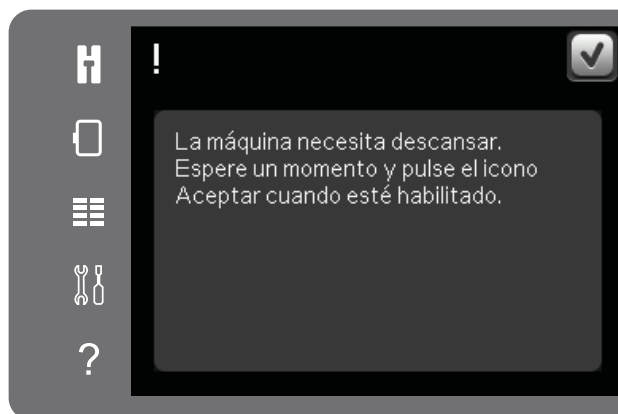 !
La máquina necesita descansar.
Espere un momento y pulse el icono
Aceptar cuando esté habilitado.
?